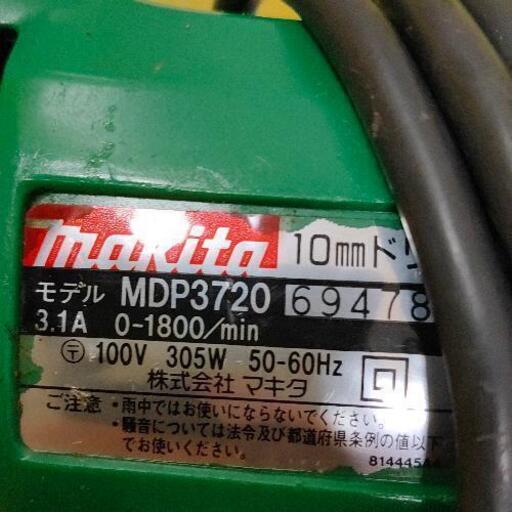 makita 10mmド
モデル MDP3720 69478
3.1A 0-1800/min
〒 100V 305W 50-60Hz
株式会社 マキタ
ご注意 ・雨中ではお使いにならないでください。
・騒音については法令及び都道府県条例の値以下
でお使いください。
814445